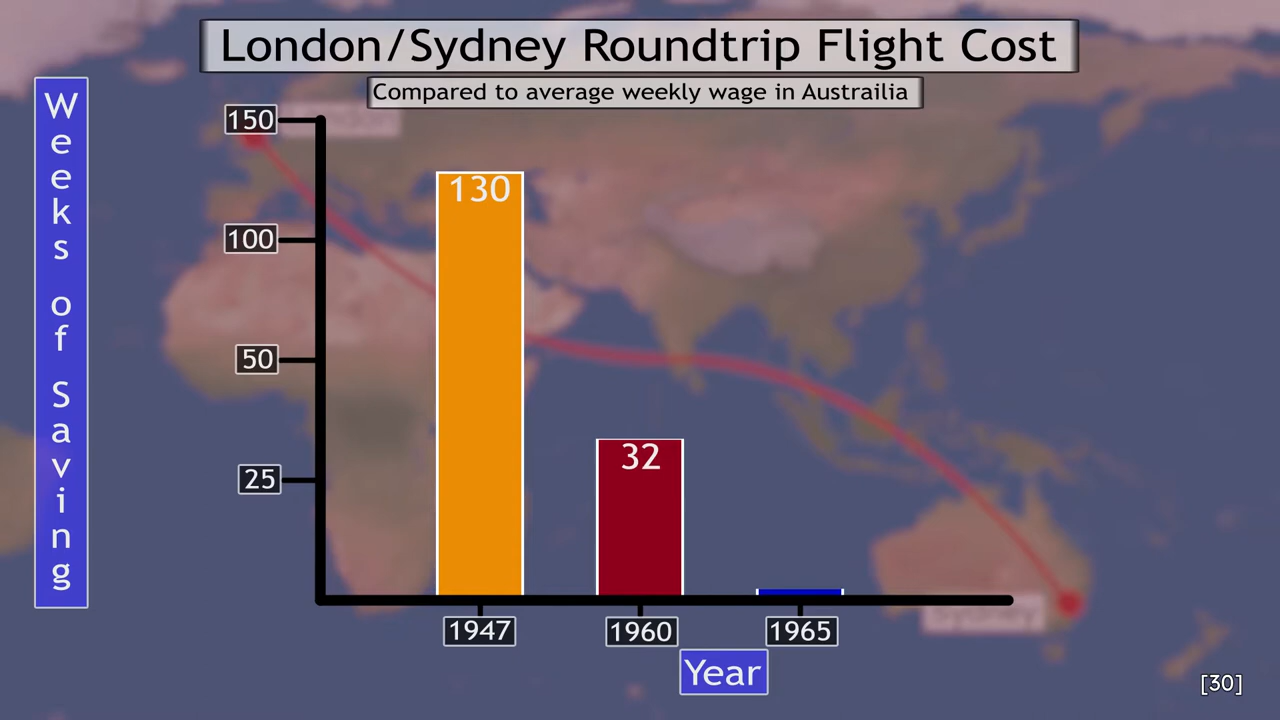 London/Sydney Roundtrip Flight Cost
Compared to average weekly wage in Austrailia
Weeks of Saving
150
100
50
25
130
32
1947
1960
1965
Year
[30]